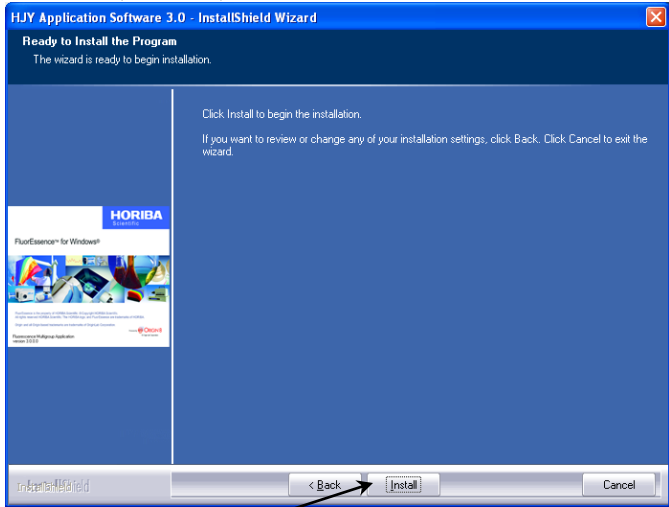 HJY Application Software 3.0 - InstallShield Wizard
Ready to Install the Program
The wizard is ready to begin installation.
Click Install to begin the installation.
If you want to review or change any of your installation settings, click Back. Click Cancel to exit the
wizard.
HORIBA
Scientific
FluorEssence™ for Windows®
InstallShield
< Back
Install
Cancel